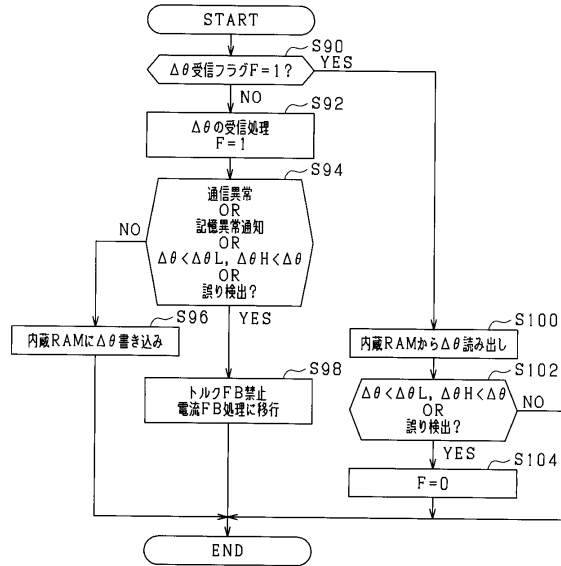 START
S90
Δθ受信フラグF=1?
YES
NO
S92
Δθの受信処理
F=1
S94
通信異常
OR
記憶異常通知
OR
Δθ<ΔθL, ΔθH<Δθ
OR
誤り検出?
NO
YES
S96
内蔵RAMにΔθ書き込み
S98
トルクFB禁止
電流FB処理に移行
S100
内蔵RAMからΔθ読み出し
S102
Δθ<ΔθL, ΔθH<Δθ
OR
誤り検出?
NO
YES
S104
F=0
END